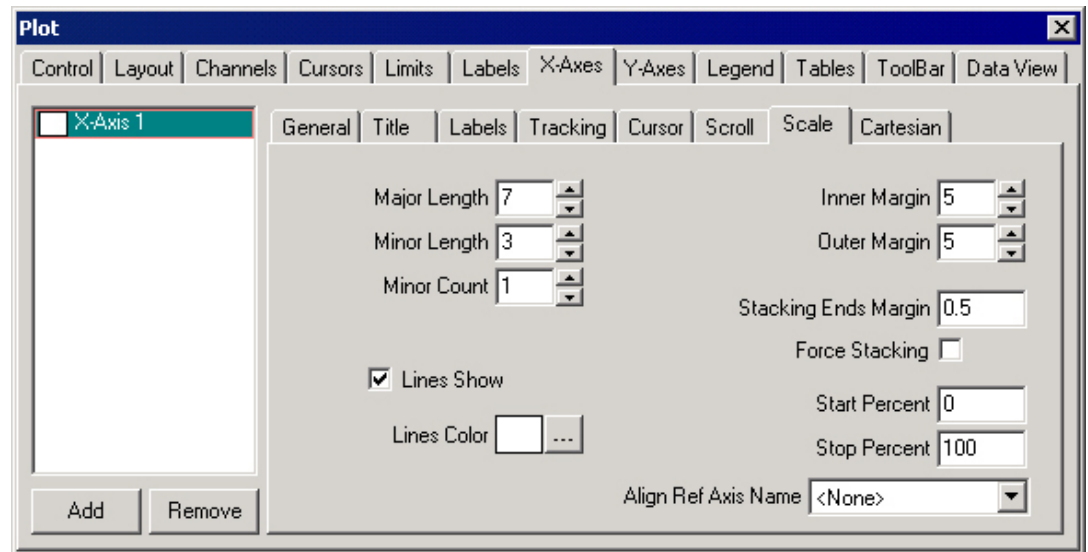 Plot
Control Layout Channels Cursors Limits Labels X-Axes Y-Axes Legend Tables ToolBar Data View
X-Axis 1
General Title Labels Tracking Cursor Scroll Scale Cartesian
Major Length 7
Inner Margin 5
Minor Length 3
Outer Margin 5
Minor Count 1
Stacking Ends Margin 0.5
Force Stacking
Lines Show
Start Percent 0
Lines Color ...
Stop Percent 100
Align Ref Axis Name <None>
Add Remove